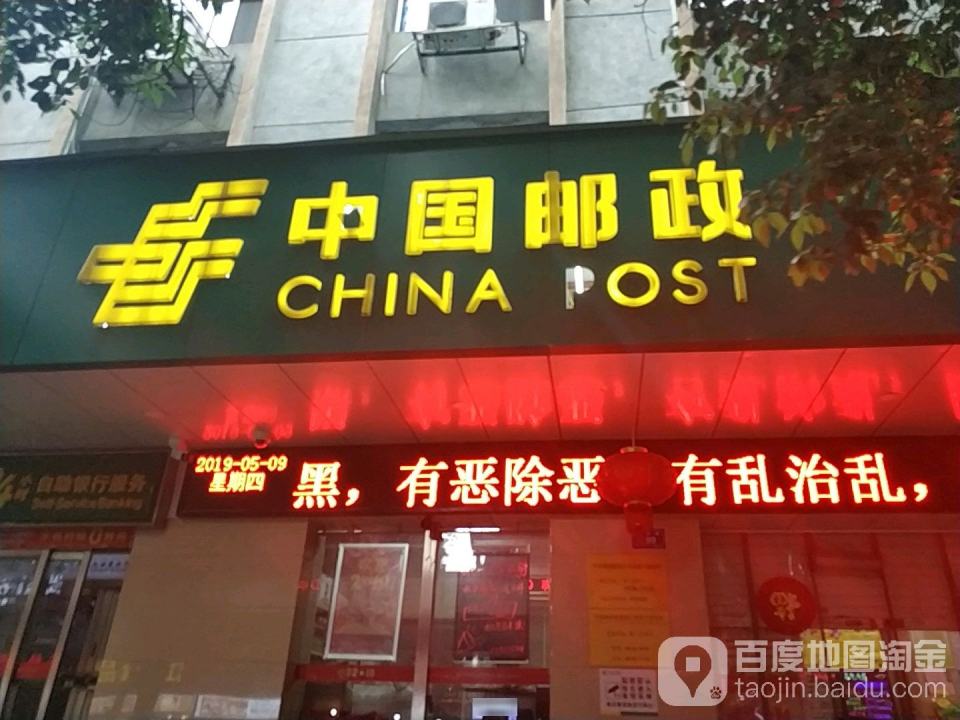 中国邮政
CHINA POST
2019-05-09
星期四
黑，有恶除恶 有乱治乱，
自助银行服务
Self-Service Banking
百度地图淘金
taojin.baidu.com